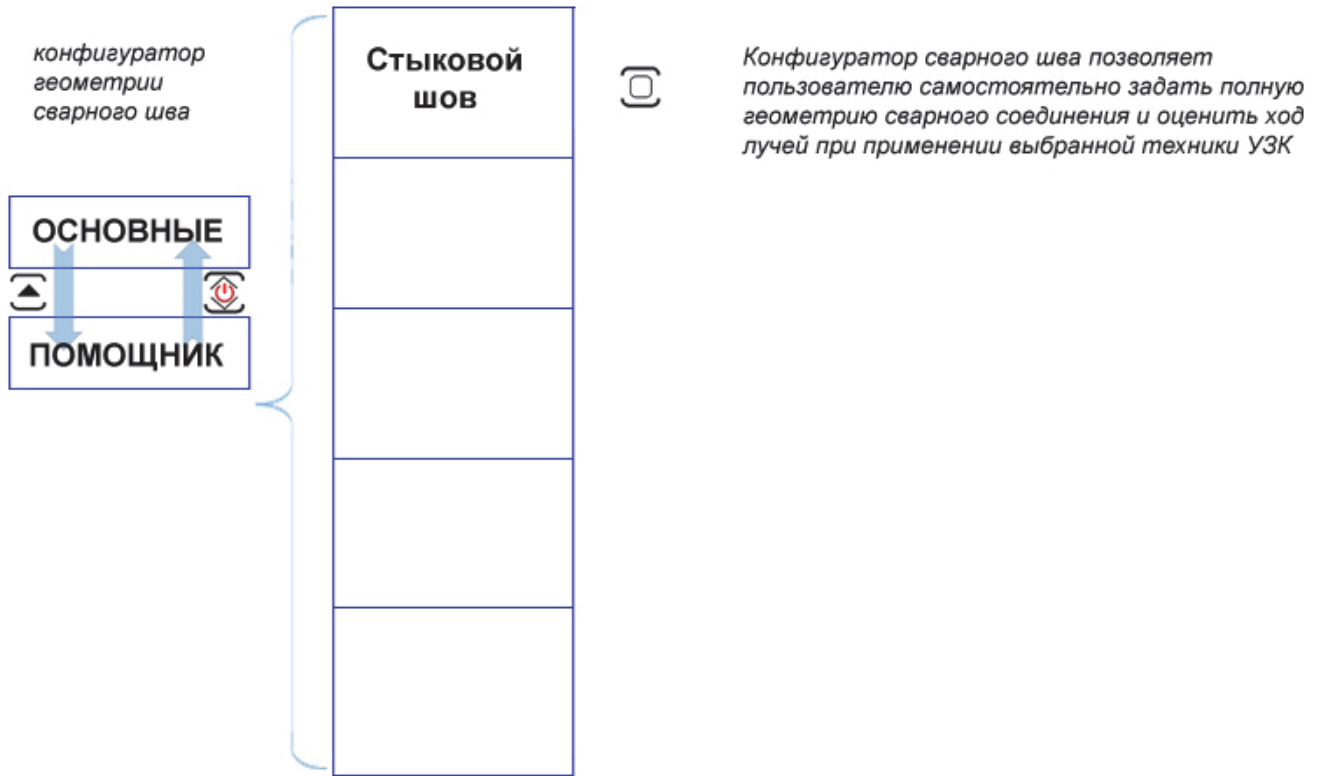 конфигуратор
геометрии
сварного шва
ОСНОВНЫЕ
ПОМОЩНИК
Стыковой
шов
Конфигуратор сварного шва позволяет
пользователю самостоятельно задать полную
геометрию сварного соединения и оценить ход
лучей при применении выбранной техники УЗК